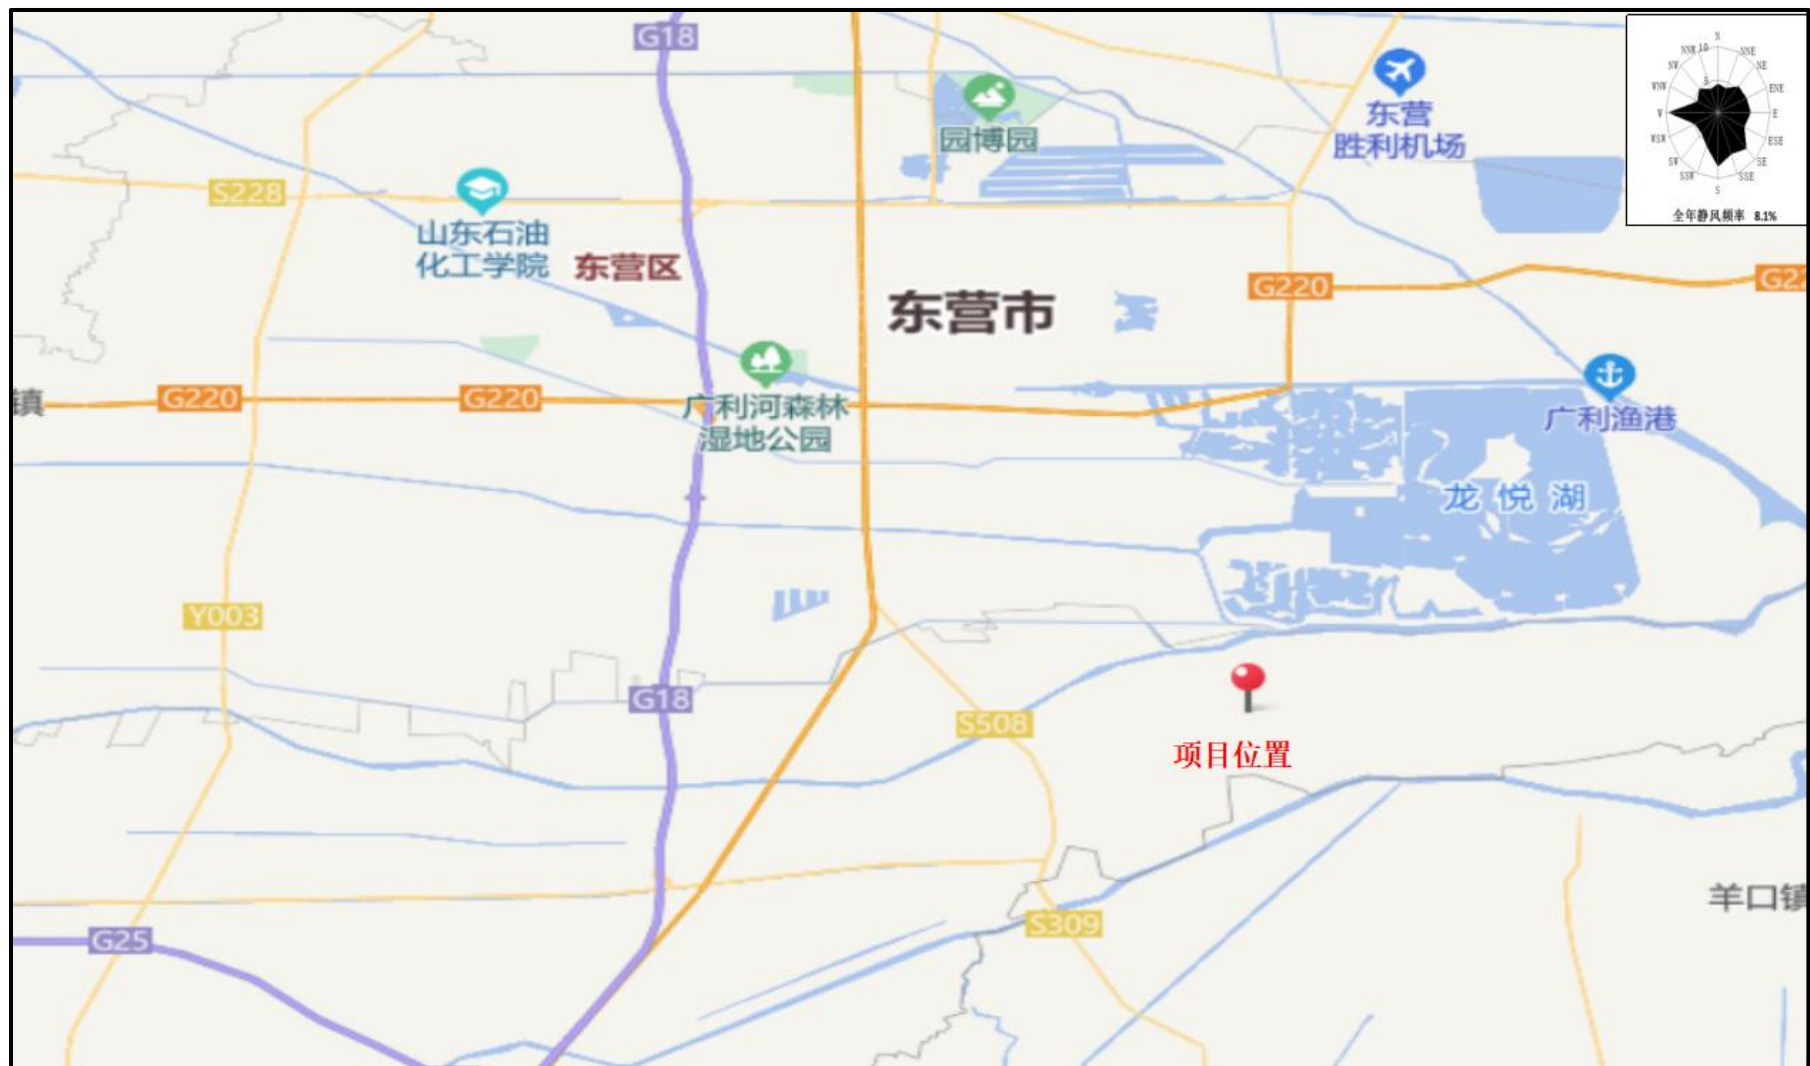 G18
N
NNW
10
NNE
NW
NE
5
WNW
ENE
W
E
WSW
ESE
SW
SE
SSW
SSE
S
全年静风频率 8.1%
东营
胜利机场
园博园
S228
山东石油
化工学院
东营区
东营市
G220
G22
广利渔港
镇
G220
G220
广利河森林
湿地公园
龙悦湖
Y003
G18
S508
项目位置
羊口镇
S309
G25